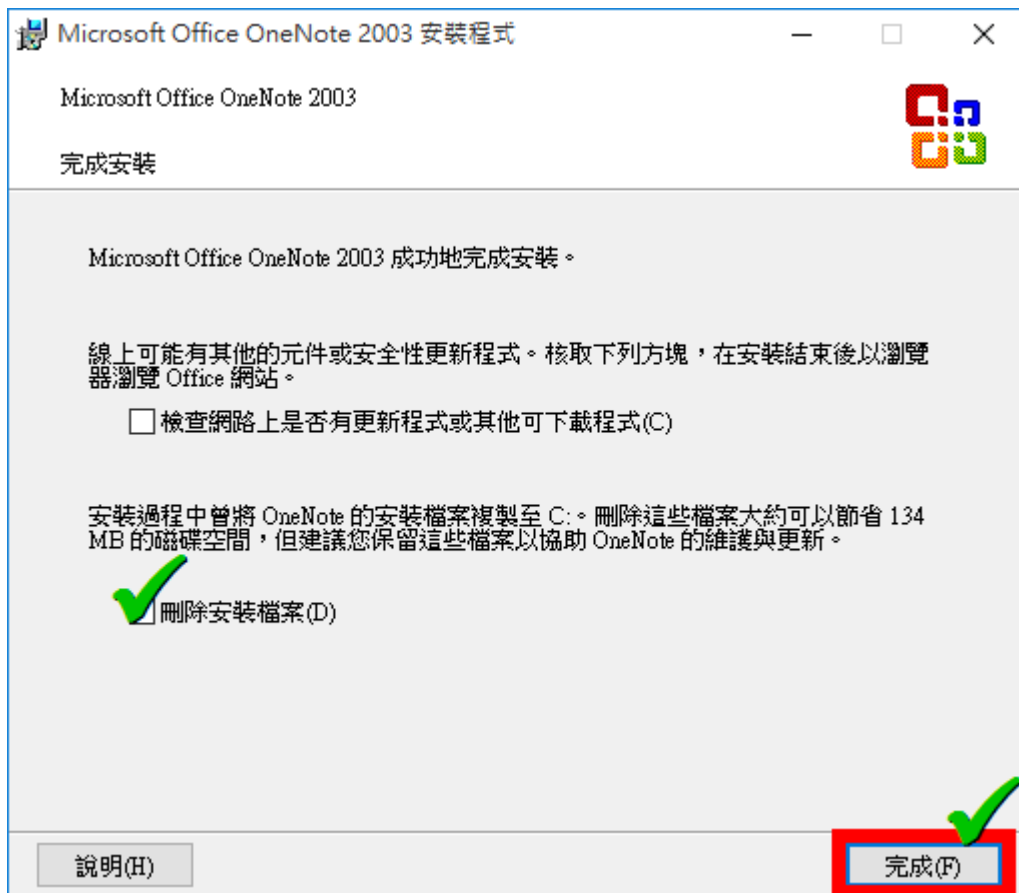 Microsoft Office OneNote 2003 安裝程式
Microsoft Office OneNote 2003
完成安裝
Microsoft Office OneNote 2003 成功地完成安裝。
線上可能有其他的元件或安全性更新程式。核取下列方塊，在安裝結束後以瀏覽
器瀏覽 Office 網站。
檢查網路上是否有更新程式或其他可下載程式(C)
安裝過程中曾將 OneNote 的安裝檔案複製至 C:。刪除這些檔案大約可以節省 134
MB 的磁碟空間，但建議您保留這些檔案以協助 OneNote 的維護與更新。
刪除安裝檔案(D)
說明(H)
完成(F)